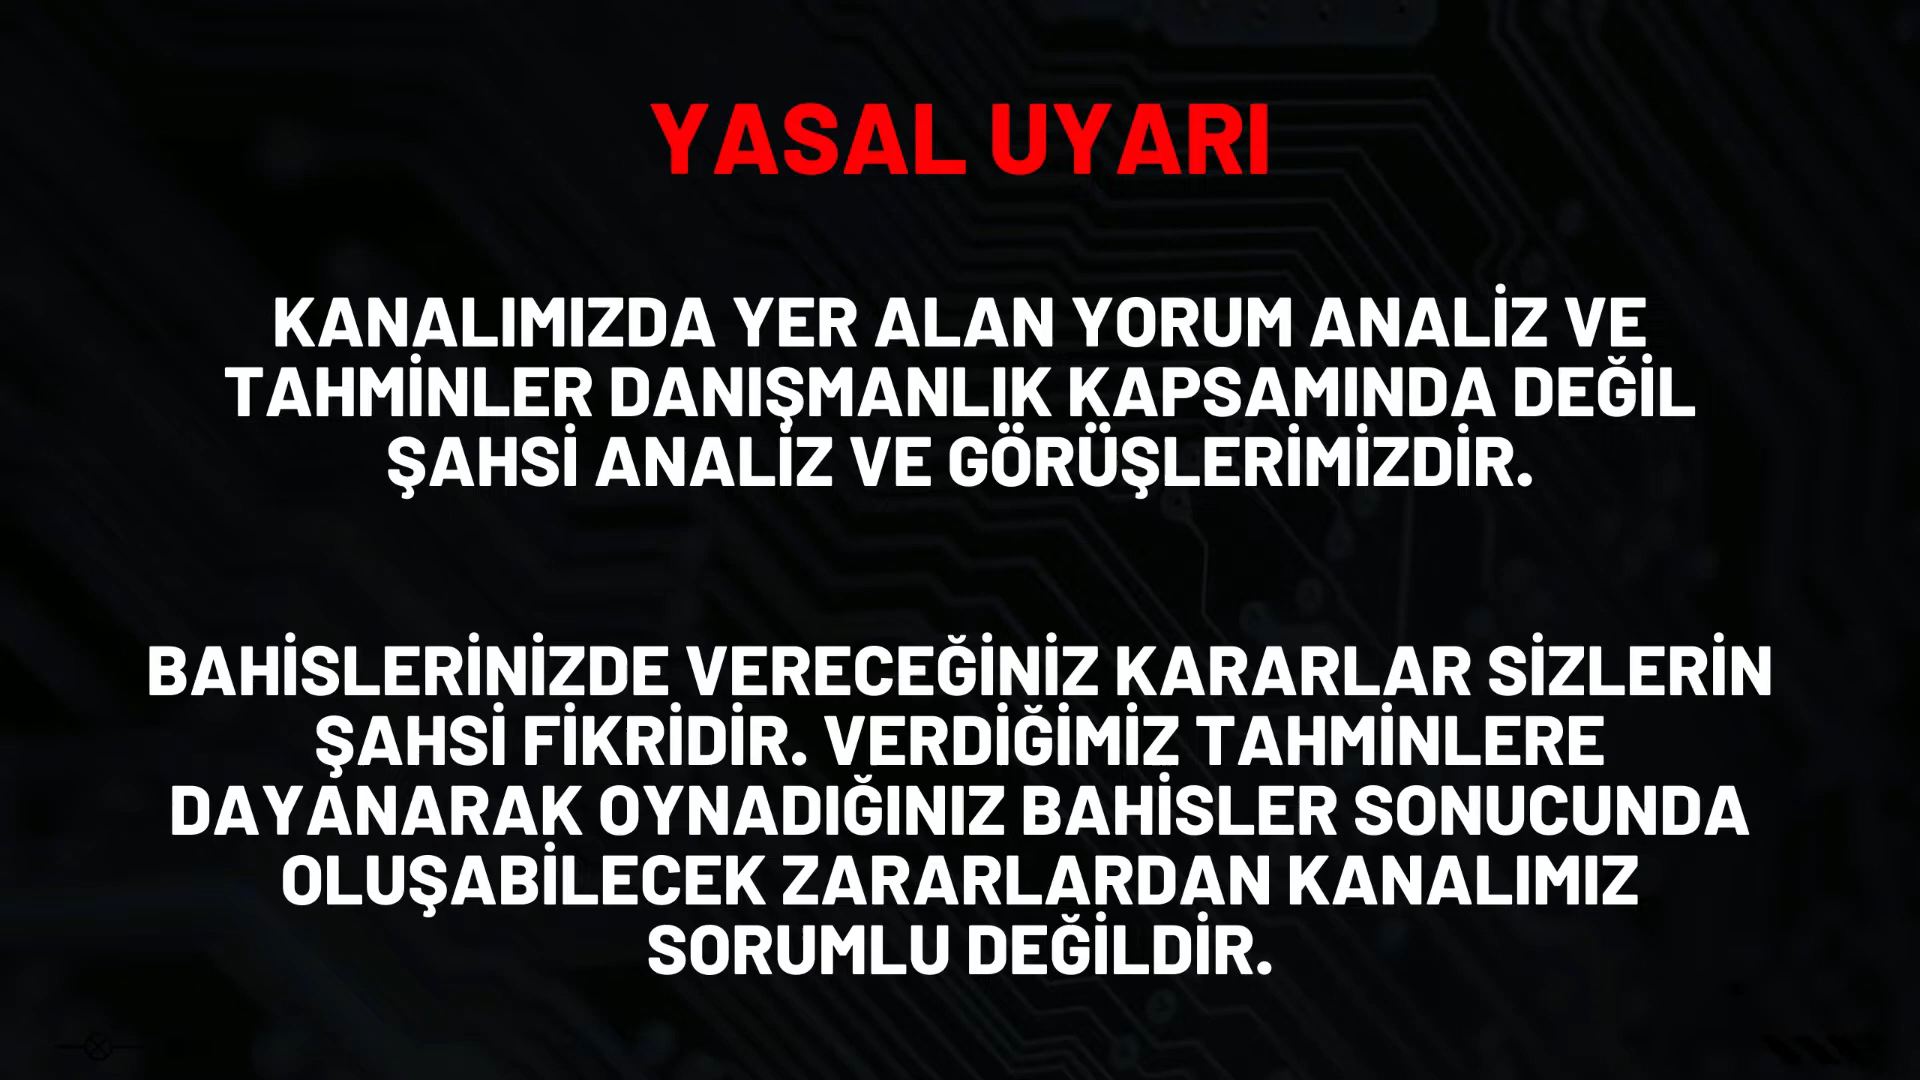 YASAL UYARI
KANALIMIZDA YER ALAN YORUM ANALİZ VE
TAHMİNLER DANIŞMANLIK KAPSAMINDA DEĞİL
ŞAHSİ ANALİZ VE GÖRÜŞLERİMİZDİR.
BAHİSLERİNİZDE VERECEĞİNİZ KARARLAR SİZLERİN
ŞAHSİ FİKRİDİR. VERDİĞİMİZ TAHMİNLERE
DAYANARAK OYNADIĞINIZ BAHİSLER SONUCUNDA
OLUŞABİLECEK ZARARLARDAN KANALIMIZ
SORUMLU DEĞİLDİR.